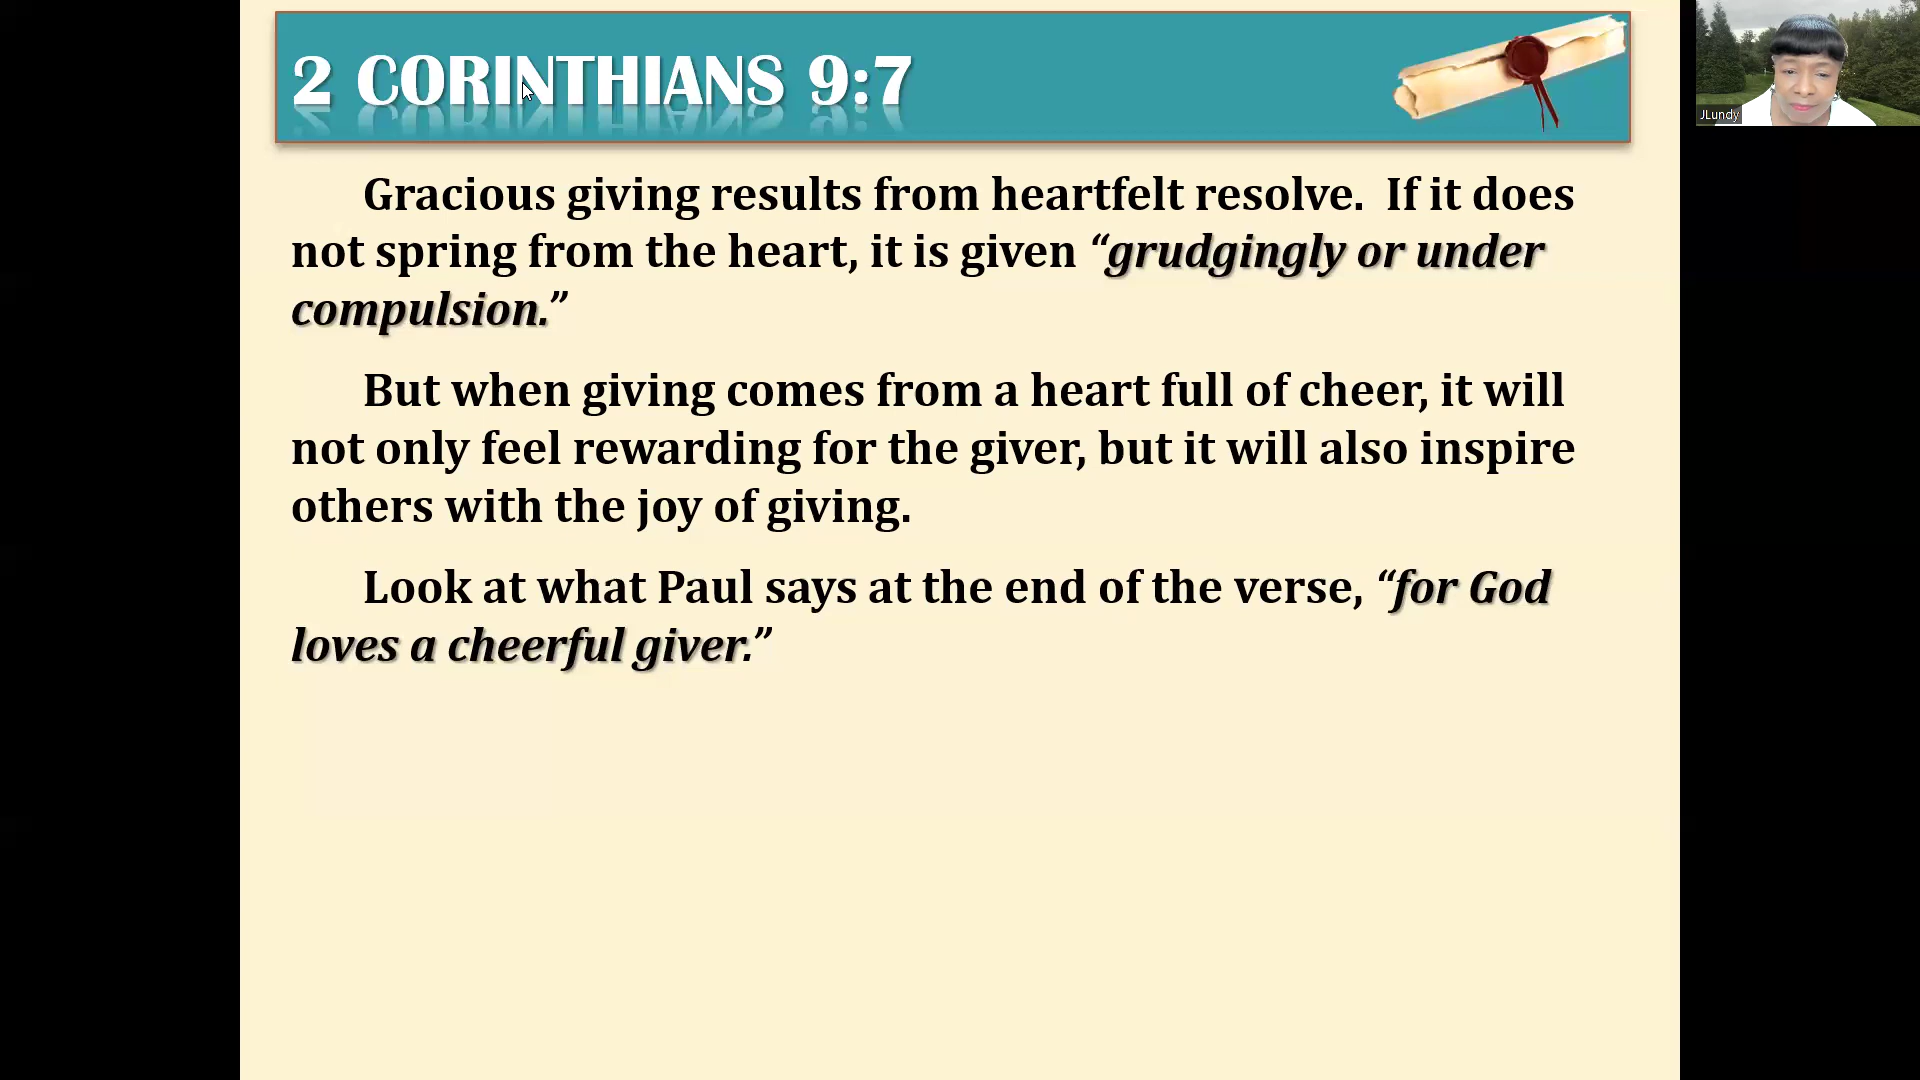 2 CORINTHIANS 9:7
JLundy
Gracious giving results from heartfelt resolve.  If it does
not spring from the heart, it is given “grudgingly or under
compulsion.”
But when giving comes from a heart full of cheer, it will
not only feel rewarding for the giver, but it will also inspire
others with the joy of giving.
Look at what Paul says at the end of the verse, “for God
loves a cheerful giver.”